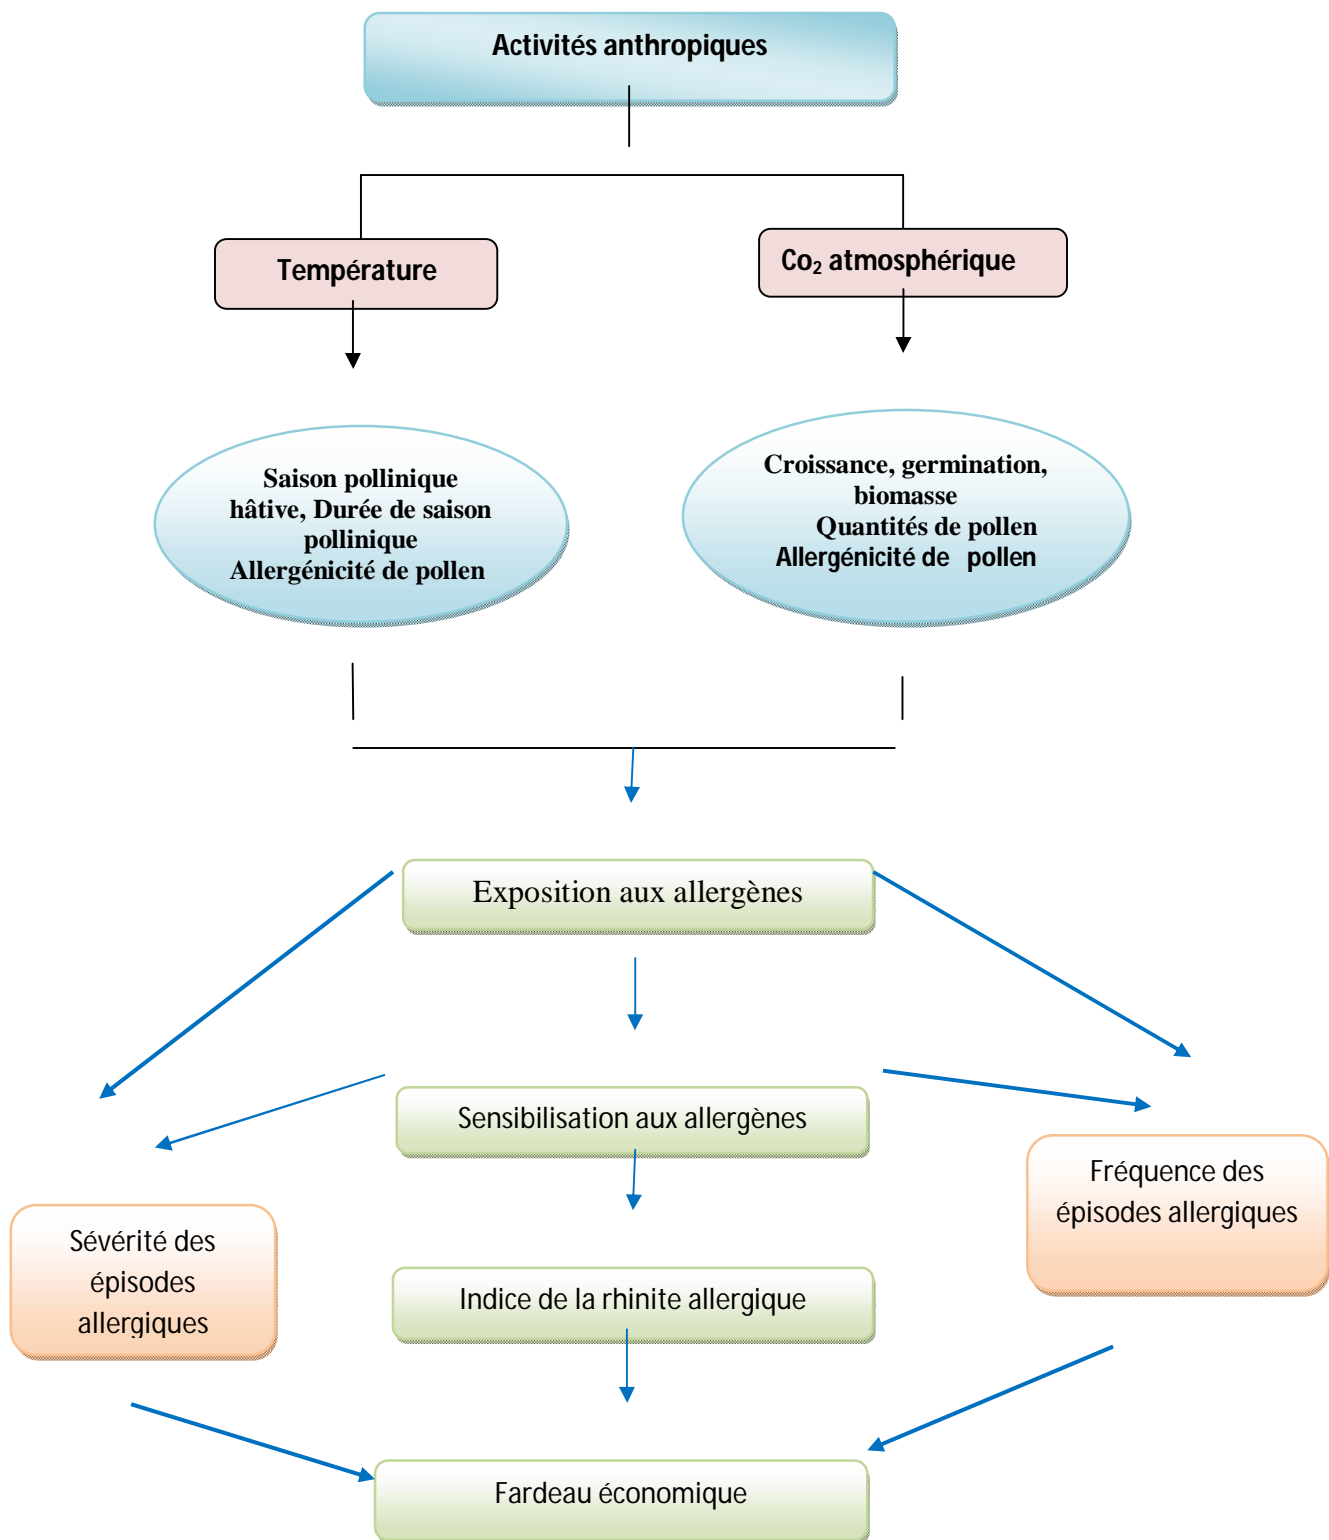 Activités anthropiques
Température
Co₂ atmosphérique
Saison pollinique
hâtive, Durée de saison
pollinique
Allergénicité de pollen
Croissance, germination,
biomasse
Quantités de pollen
Allergénicité de pollen
Exposition aux allergènes
Sensibilisation aux allergènes
Fréquence des
épisodes allergiques
Sévérité des
épisodes
allergiques
Indice de la rhinite allergique
Fardeau économique